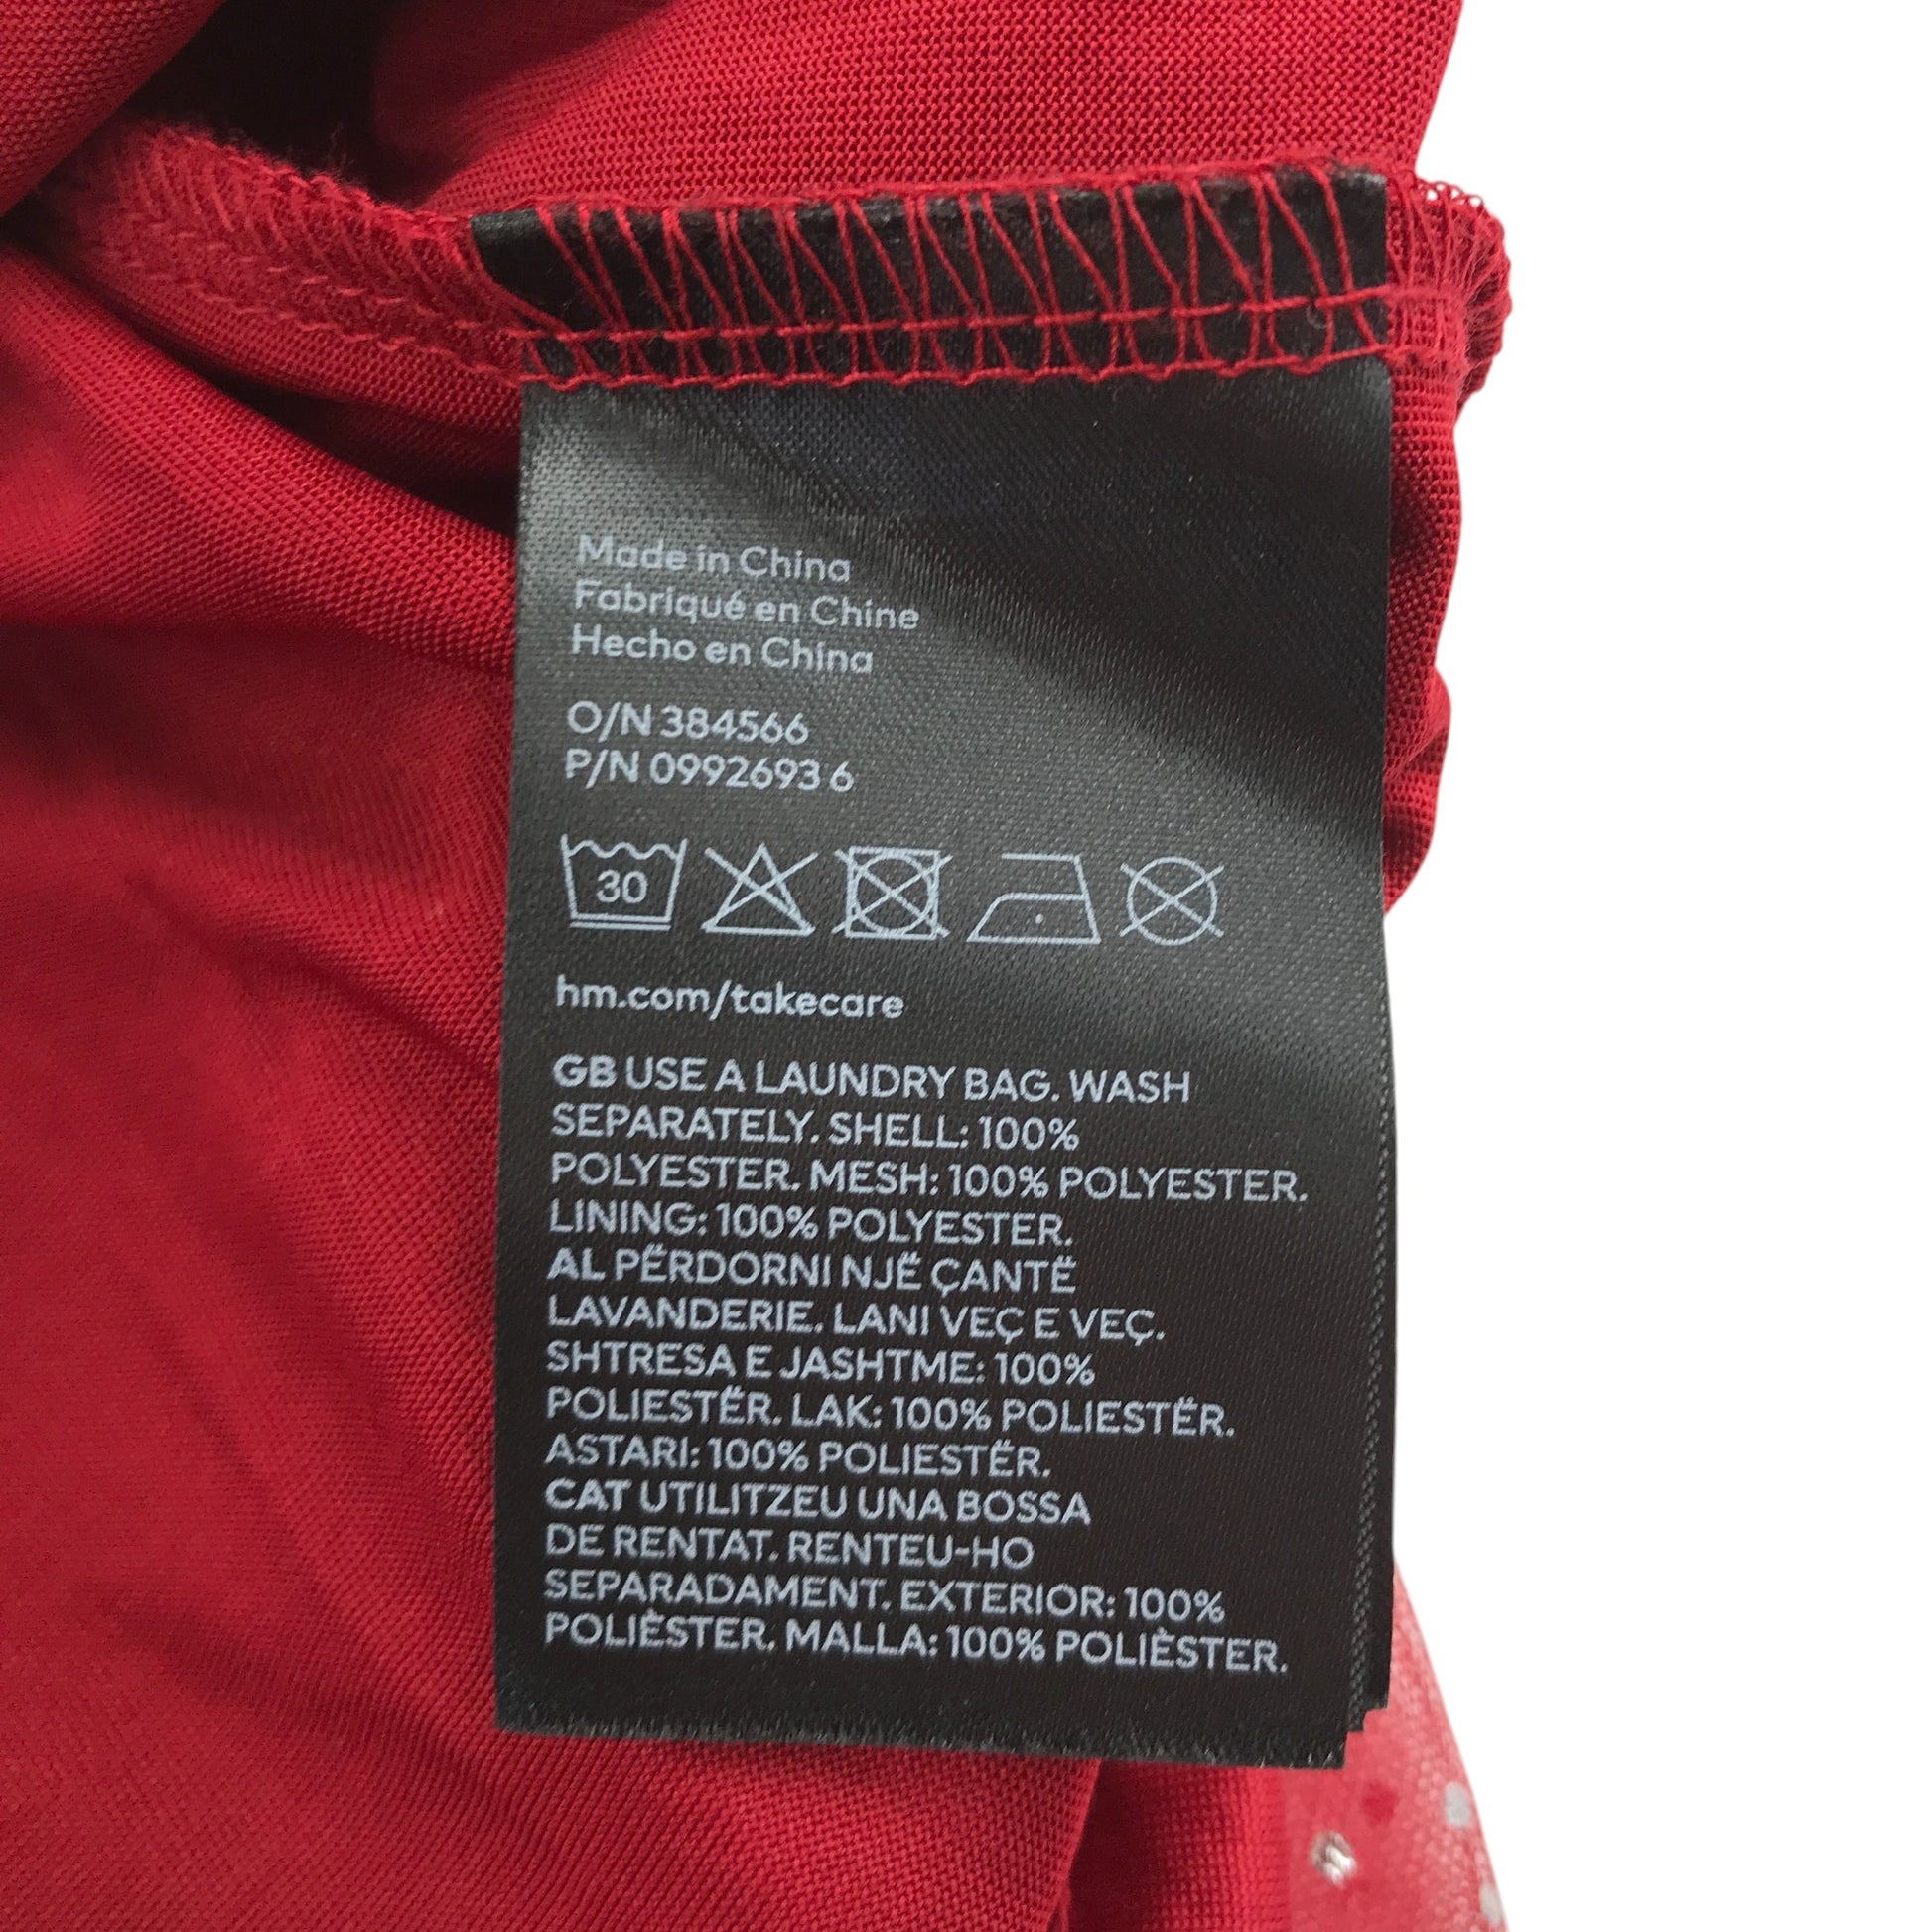 Made in China
Fabriqué en Chine
Hecho en China
O/N 384566
P/N 0992693 6
30
hm.com/takecare
GB USE A LAUNDRY BAG. WASH
SEPARATELY. SHELL: 100%
POLYESTER. MESH: 100% POLYESTER.
LINING: 100% POLYESTER.
AL PËRDORNI NJË ÇANTË
LAVANDERIE. LANI VEÇ E VEÇ.
SHTRESA E JASHTME: 100%
POLIESTËR. LAK: 100% POLIESTËR.
ASTARI: 100% POLIESTËR.
CAT UTILITZEU UNA BOSSA
DE RENTAT. RENTEU-HO
SEPARADAMENT. EXTERIOR: 100%
POLIÈSTER. MALLA: 100% POLIÈSTER.